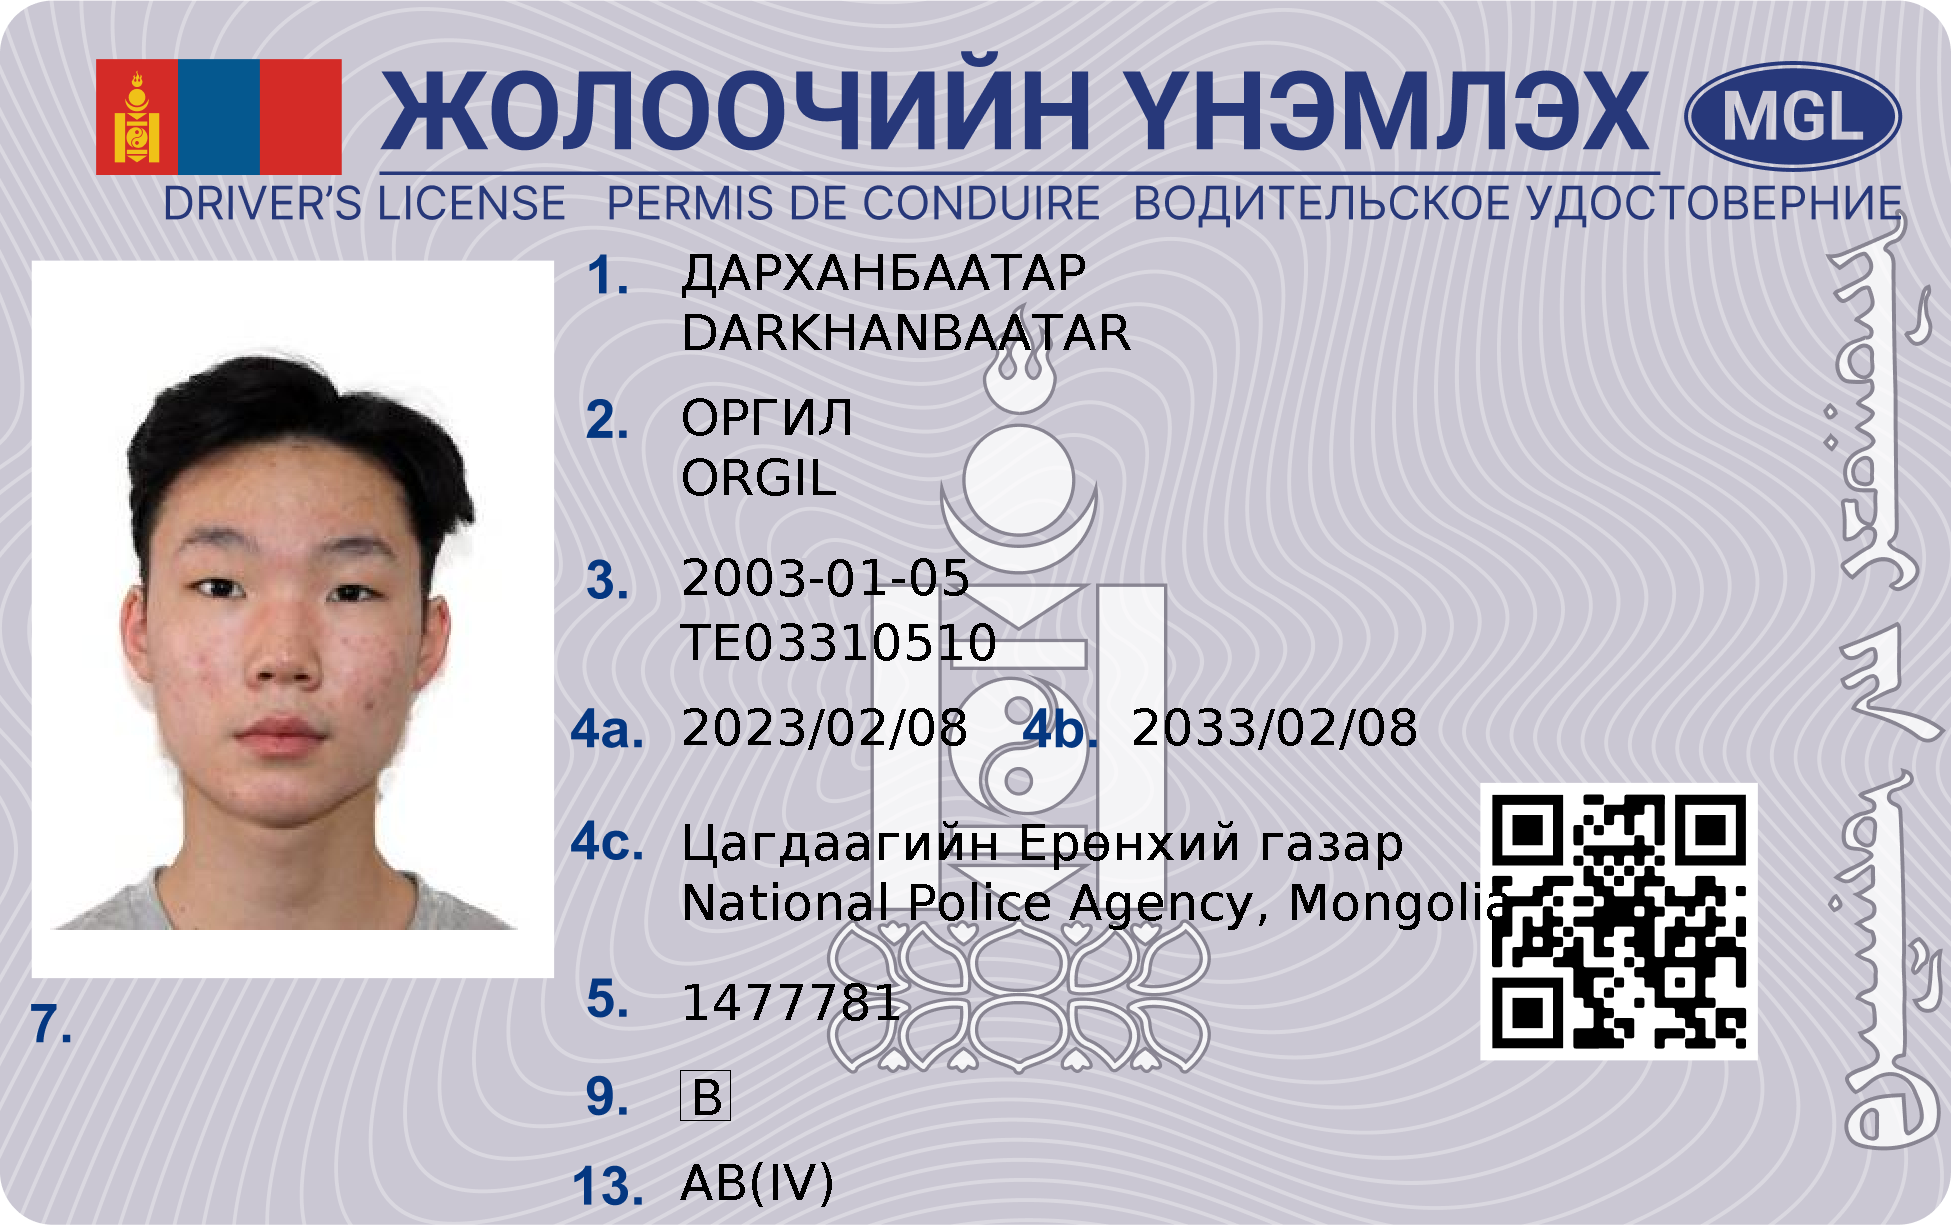 ЖОЛООЧИЙН ҮНЭМЛЭХ MGL
DRIVER'S LICENSE PERMIS DE CONDUIRE ВОДИТЕЛЬСКОЕ УДОСТОВЕРНИЕ
1. ДАРХАНБААТАР
DARKHANBAATAR
2. ОРГИЛ
ORGIL
3. 2003-01-05
ТЕ03310510
4a. 2023/02/08 4b. 2033/02/08
4c. Цагдаагийн Ерөнхий газар
National Police Agency, Mongolia
5. 1477781
7.
9. B
13. AB(IV)